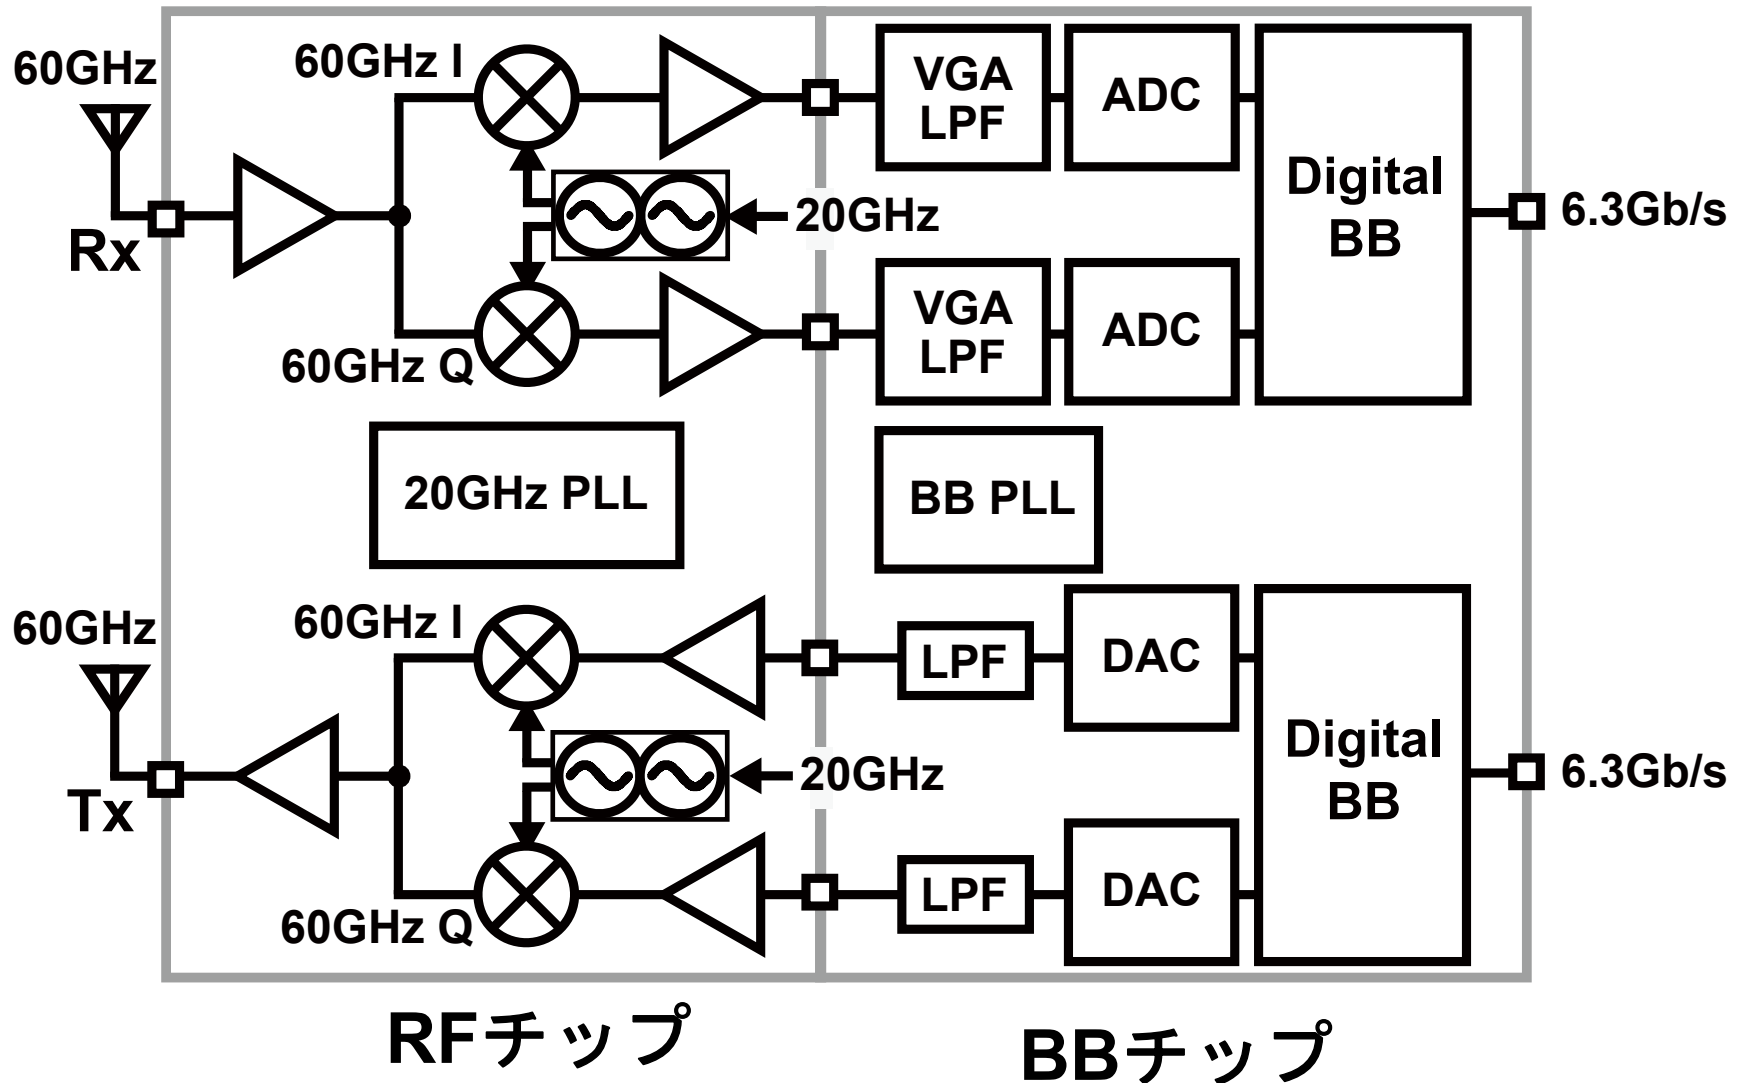 60GHz
60GHz I
VGA
LPF
ADC
Digital
BB
20GHz
6.3Gb/s
Rx
60GHz Q
VGA
LPF
ADC
20GHz PLL
BB PLL
60GHz
60GHz I
LPF
DAC
Digital
BB
20GHz
6.3Gb/s
Tx
60GHz Q
LPF
DAC
RFチップ
BBチップ